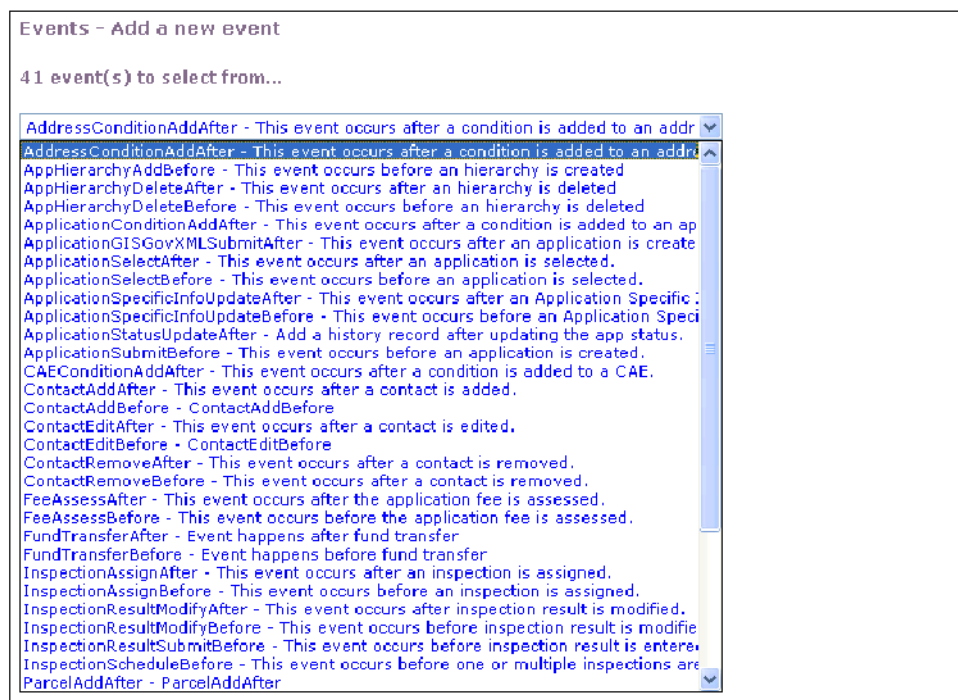 Events - Add a new event
41 event(s) to select from...
AddressConditionAddAfter - This event occurs after a condition is added to an addr
AddressConditionAddAfter - This event occurs after a condition is added to an addre
AppHierarchyAddBefore - This event occurs before an hierarchy is created
AppHierarchyDeleteAfter - This event occurs after an hierarchy is deleted
AppHierarchyDeleteBefore - This event occurs before an hierarchy is deleted
ApplicationConditionAddAfter - This event occurs after a condition is added to an ap
ApplicationGISGovXMLSubmitAfter - This event occurs after an application is create
ApplicationSelectAfter - This event occurs after an application is selected.
ApplicationSelectBefore - This event occurs before an application is selected.
ApplicationSpecificInfoUpdateAfter - This event occurs after an Application Specific
ApplicationSpecificInfoUpdateBefore - This event occurs before an Application Speci
ApplicationStatusUpdateAfter - Add a history record after updating the app status.
ApplicationSubmitBefore - This event occurs before an application is created.
CAEConditionAddAfter - This event occurs after a condition is added to a CAE.
ContactAddAfter - This event occurs after a contact is added.
ContactAddBefore - ContactAddBefore
ContactEditAfter - This event occurs after a contact is edited.
ContactEditBefore - ContactEditBefore
ContactRemoveAfter - This event occurs after a contact is removed.
ContactRemoveBefore - This event occurs after a contact is removed.
FeeAssessAfter - This event occurs after the application fee is assessed.
FeeAssessBefore - This event occurs before the application fee is assessed.
FundTransferAfter - Event happens after fund transfer
FundTransferBefore - Event happens before fund transfer
InspectionAssignAfter - This event occurs after an inspection is assigned.
InspectionAssignBefore - This event occurs before an inspection is assigned.
InspectionResultModifyAfter - This event occurs after inspection result is modified.
InspectionResultModifyBefore - This event occurs before inspection result is modifie
InspectionResultSubmitBefore - This event occurs before inspection result is entere
InspectionScheduleBefore - This event occurs before one or multiple inspections are
ParcelAddAfter - ParcelAddAfter